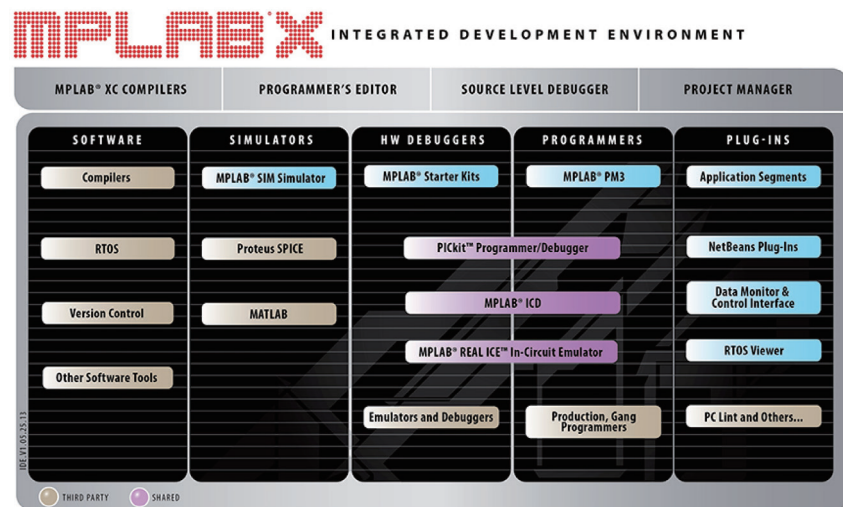 MPLAB® X INTEGRATED DEVELOPMENT ENVIRONMENT
MPLAB® XC COMPILERS
PROGRAMMER'S EDITOR
SOURCE LEVEL DEBUGGER
PROJECT MANAGER
SOFTWARE
Compilers
RTOS
Version Control
Other Software Tools
SIMULATORS
MPLAB® SIM Simulator
Proteus SPICE
MATLAB
HW DEBUGGERS
PROGRAMMERS
MPLAB® Starter Kits
MPLAB® PM3
PICkit™ Programmer/Debugger
MPLAB® ICD
MPLAB® REAL ICE™ In-Circuit Emulator
Emulators and Debuggers
Production, Gang
Programmers
PLUG-INS
Application Segments
NetBeans Plug-Ins
Data Monitor &
Control Interface
RTOS Viewer
PC Lint and Others...
IDE.V1.05.25.13
THIRD PARTY
SHARED